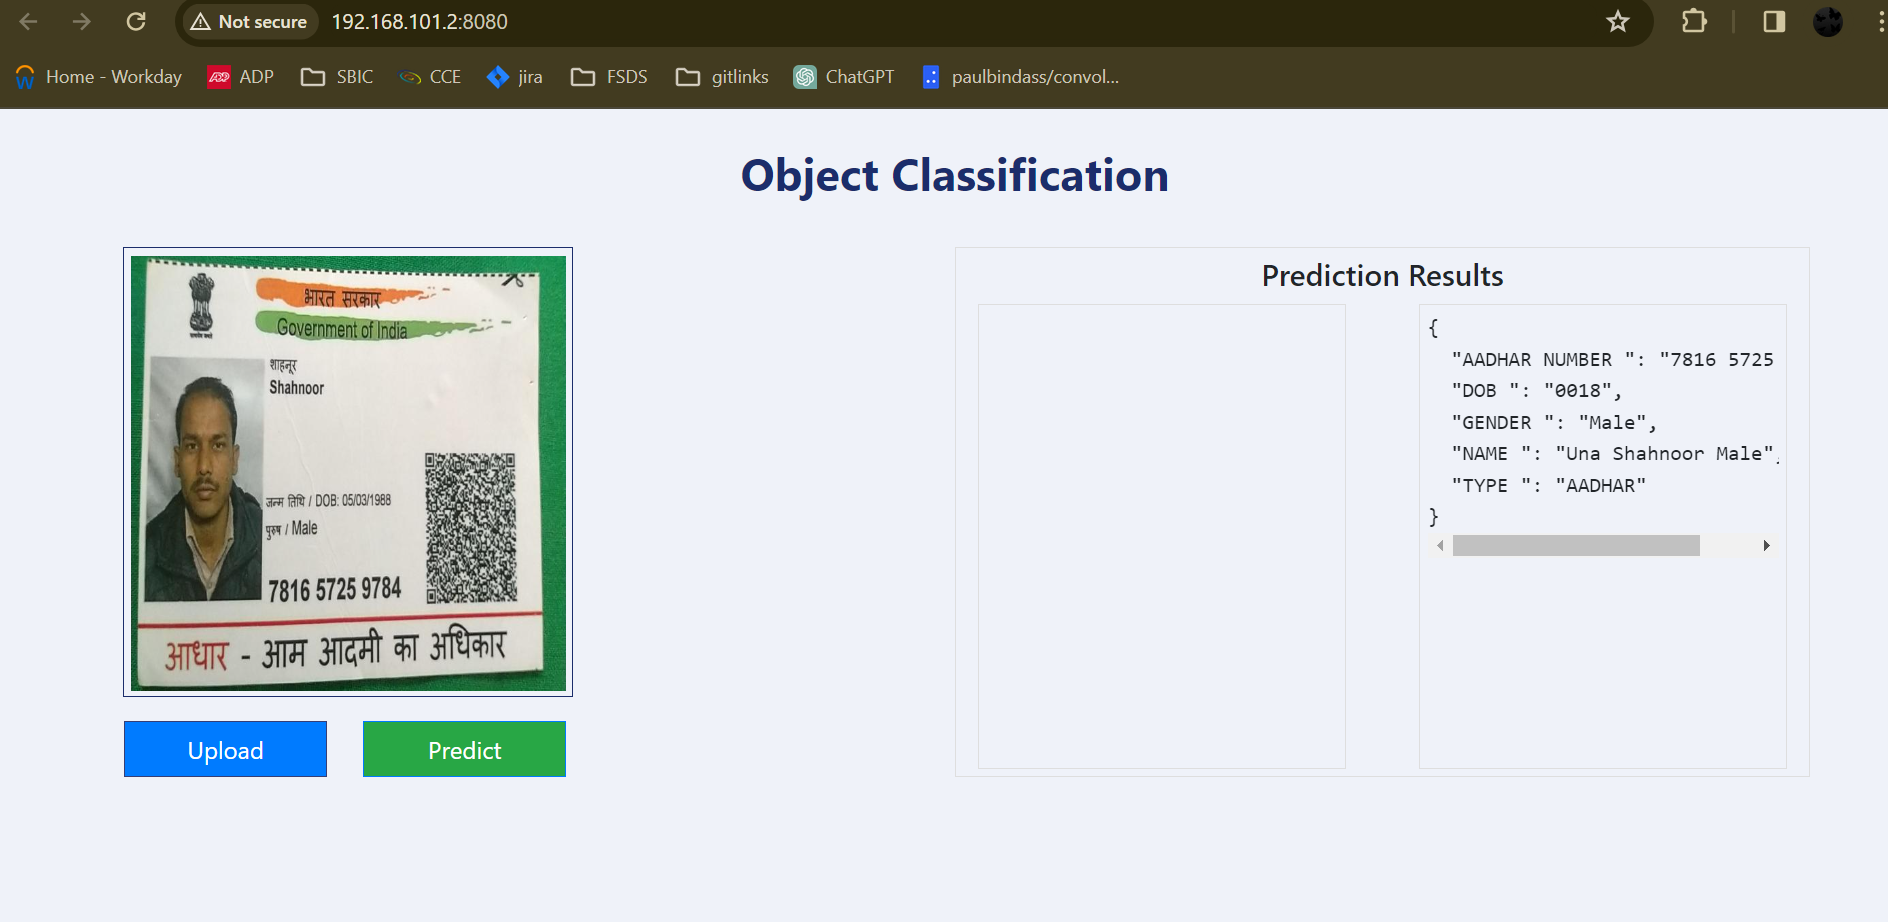 Not secure
192.168.101.2:8080
Home - Workday
ADP
SBIC
CCE
jira
FSDS
gitlinks
ChatGPT
paulbindass/convol...
Object Classification
भारत सरकार
Government of India
शाहनूर
Shahnoor
जन्म तिथि / DOB: 05/03/1988
पुरुष / Male
7816 5725 9784
आधार - आम आदमी का अधिकार
Upload
Predict
Prediction Results
{
"AADHAR NUMBER ": "7816 5725
"DOB ": "0018",
"GENDER ": "Male",
"NAME ": "Una Shahnoor Male",
"TYPE ": "AADHAR"
}